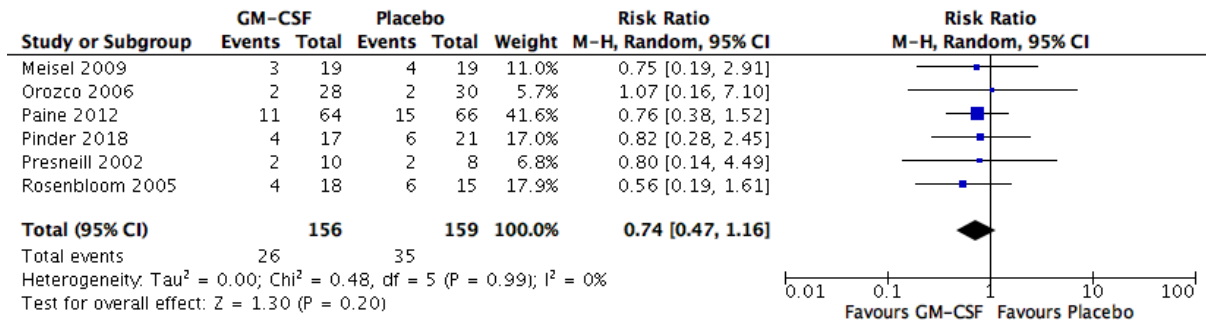 GM-CSF Placebo Risk Ratio Risk Ratio
Study or Subgroup Events Total Events Total Weight M-H, Random, 95% CI M-H, Random, 95% CI
Meisel 2009 3 19 4 19 11.0% 0.75 [0.19, 2.91]
Orozco 2006 2 28 2 30 5.7% 1.07 [0.16, 7.10]
Paine 2012 11 64 15 66 41.6% 0.76 [0.38, 1.52]
Pinder 2018 4 17 6 21 17.0% 0.82 [0.28, 2.45]
Presneill 2002 2 10 2 8 6.8% 0.80 [0.14, 4.49]
Rosenbloom 2005 4 18 6 15 17.9% 0.56 [0.19, 1.61]
Total (95% CI) 156 159 100.0% 0.74 [0.47, 1.16]
Total events 26 35
Heterogeneity: Tau² = 0.00; Chi² = 0.48, df = 5 (P = 0.99); I² = 0%
Test for overall effect: Z = 1.30 (P = 0.20)
0.01 0.1 1 10 100
Favours GM-CSF Favours Placebo